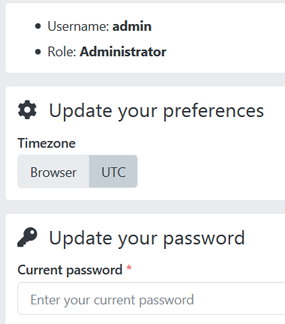 Username: admin
Role: Administrator
Update your preferences
Timezone
Browser UTC
Update your password
Current password *
Enter your current password